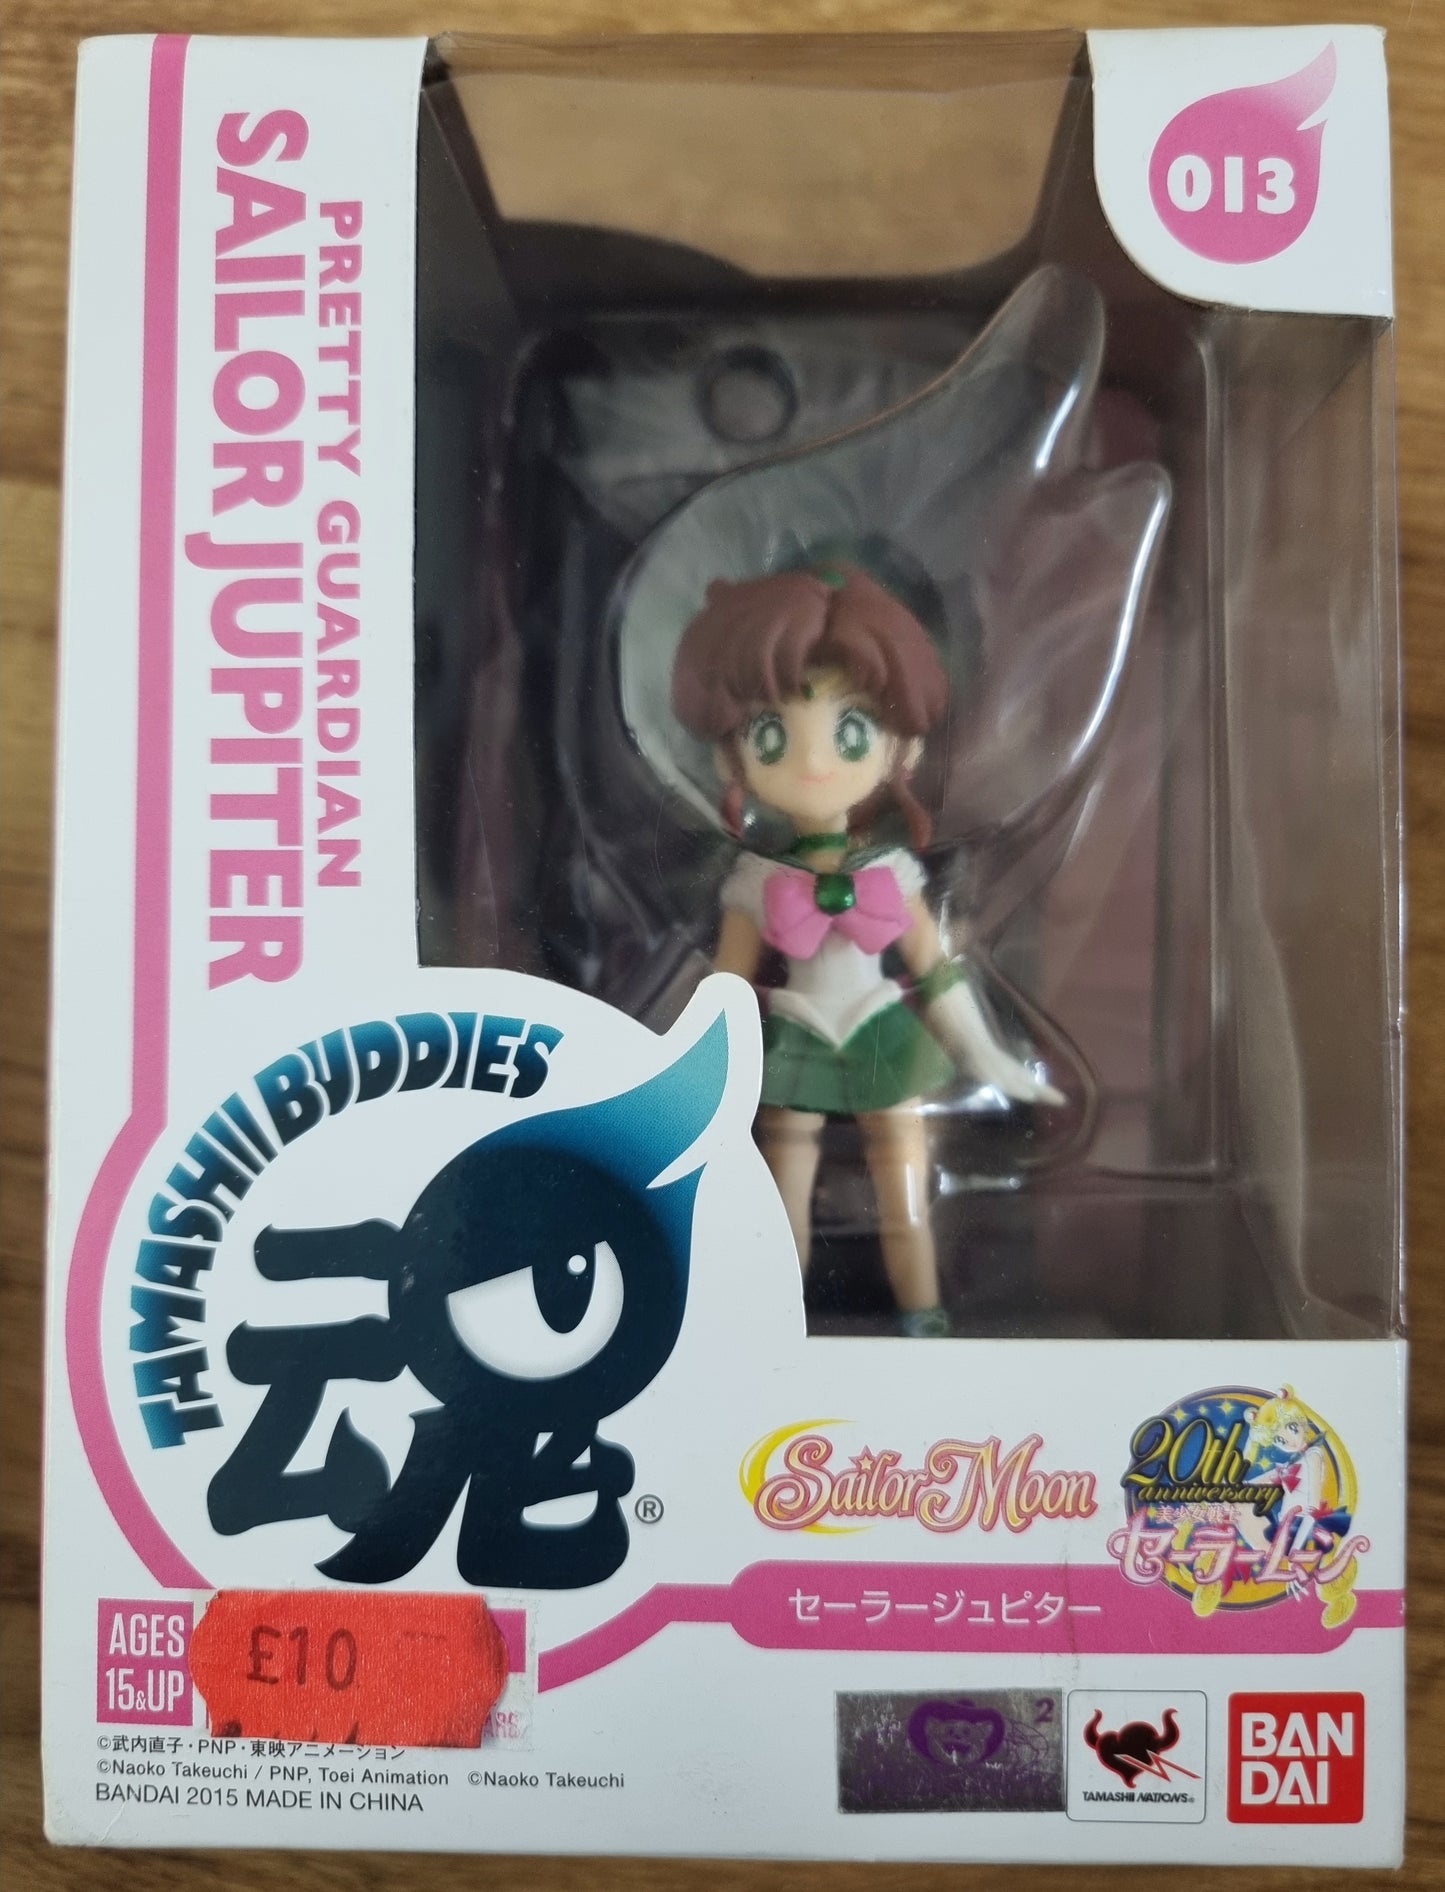 013
PRETTY GUARDIAN
SAILOR JUPITER
TAMASHII BUDDIES
魂
®
Sailor Moon
20th
anniversary
美少女戦士
セーラームーン
セーラージュピター
AGES
15&UP
£10
©武内直子・PNP・東映アニメーション
©Naoko Takeuchi / PNP, Toei Animation ©Naoko Takeuchi
BANDAI 2015 MADE IN CHINA
2
TAMASHII NATIONS®
BAN
DAI